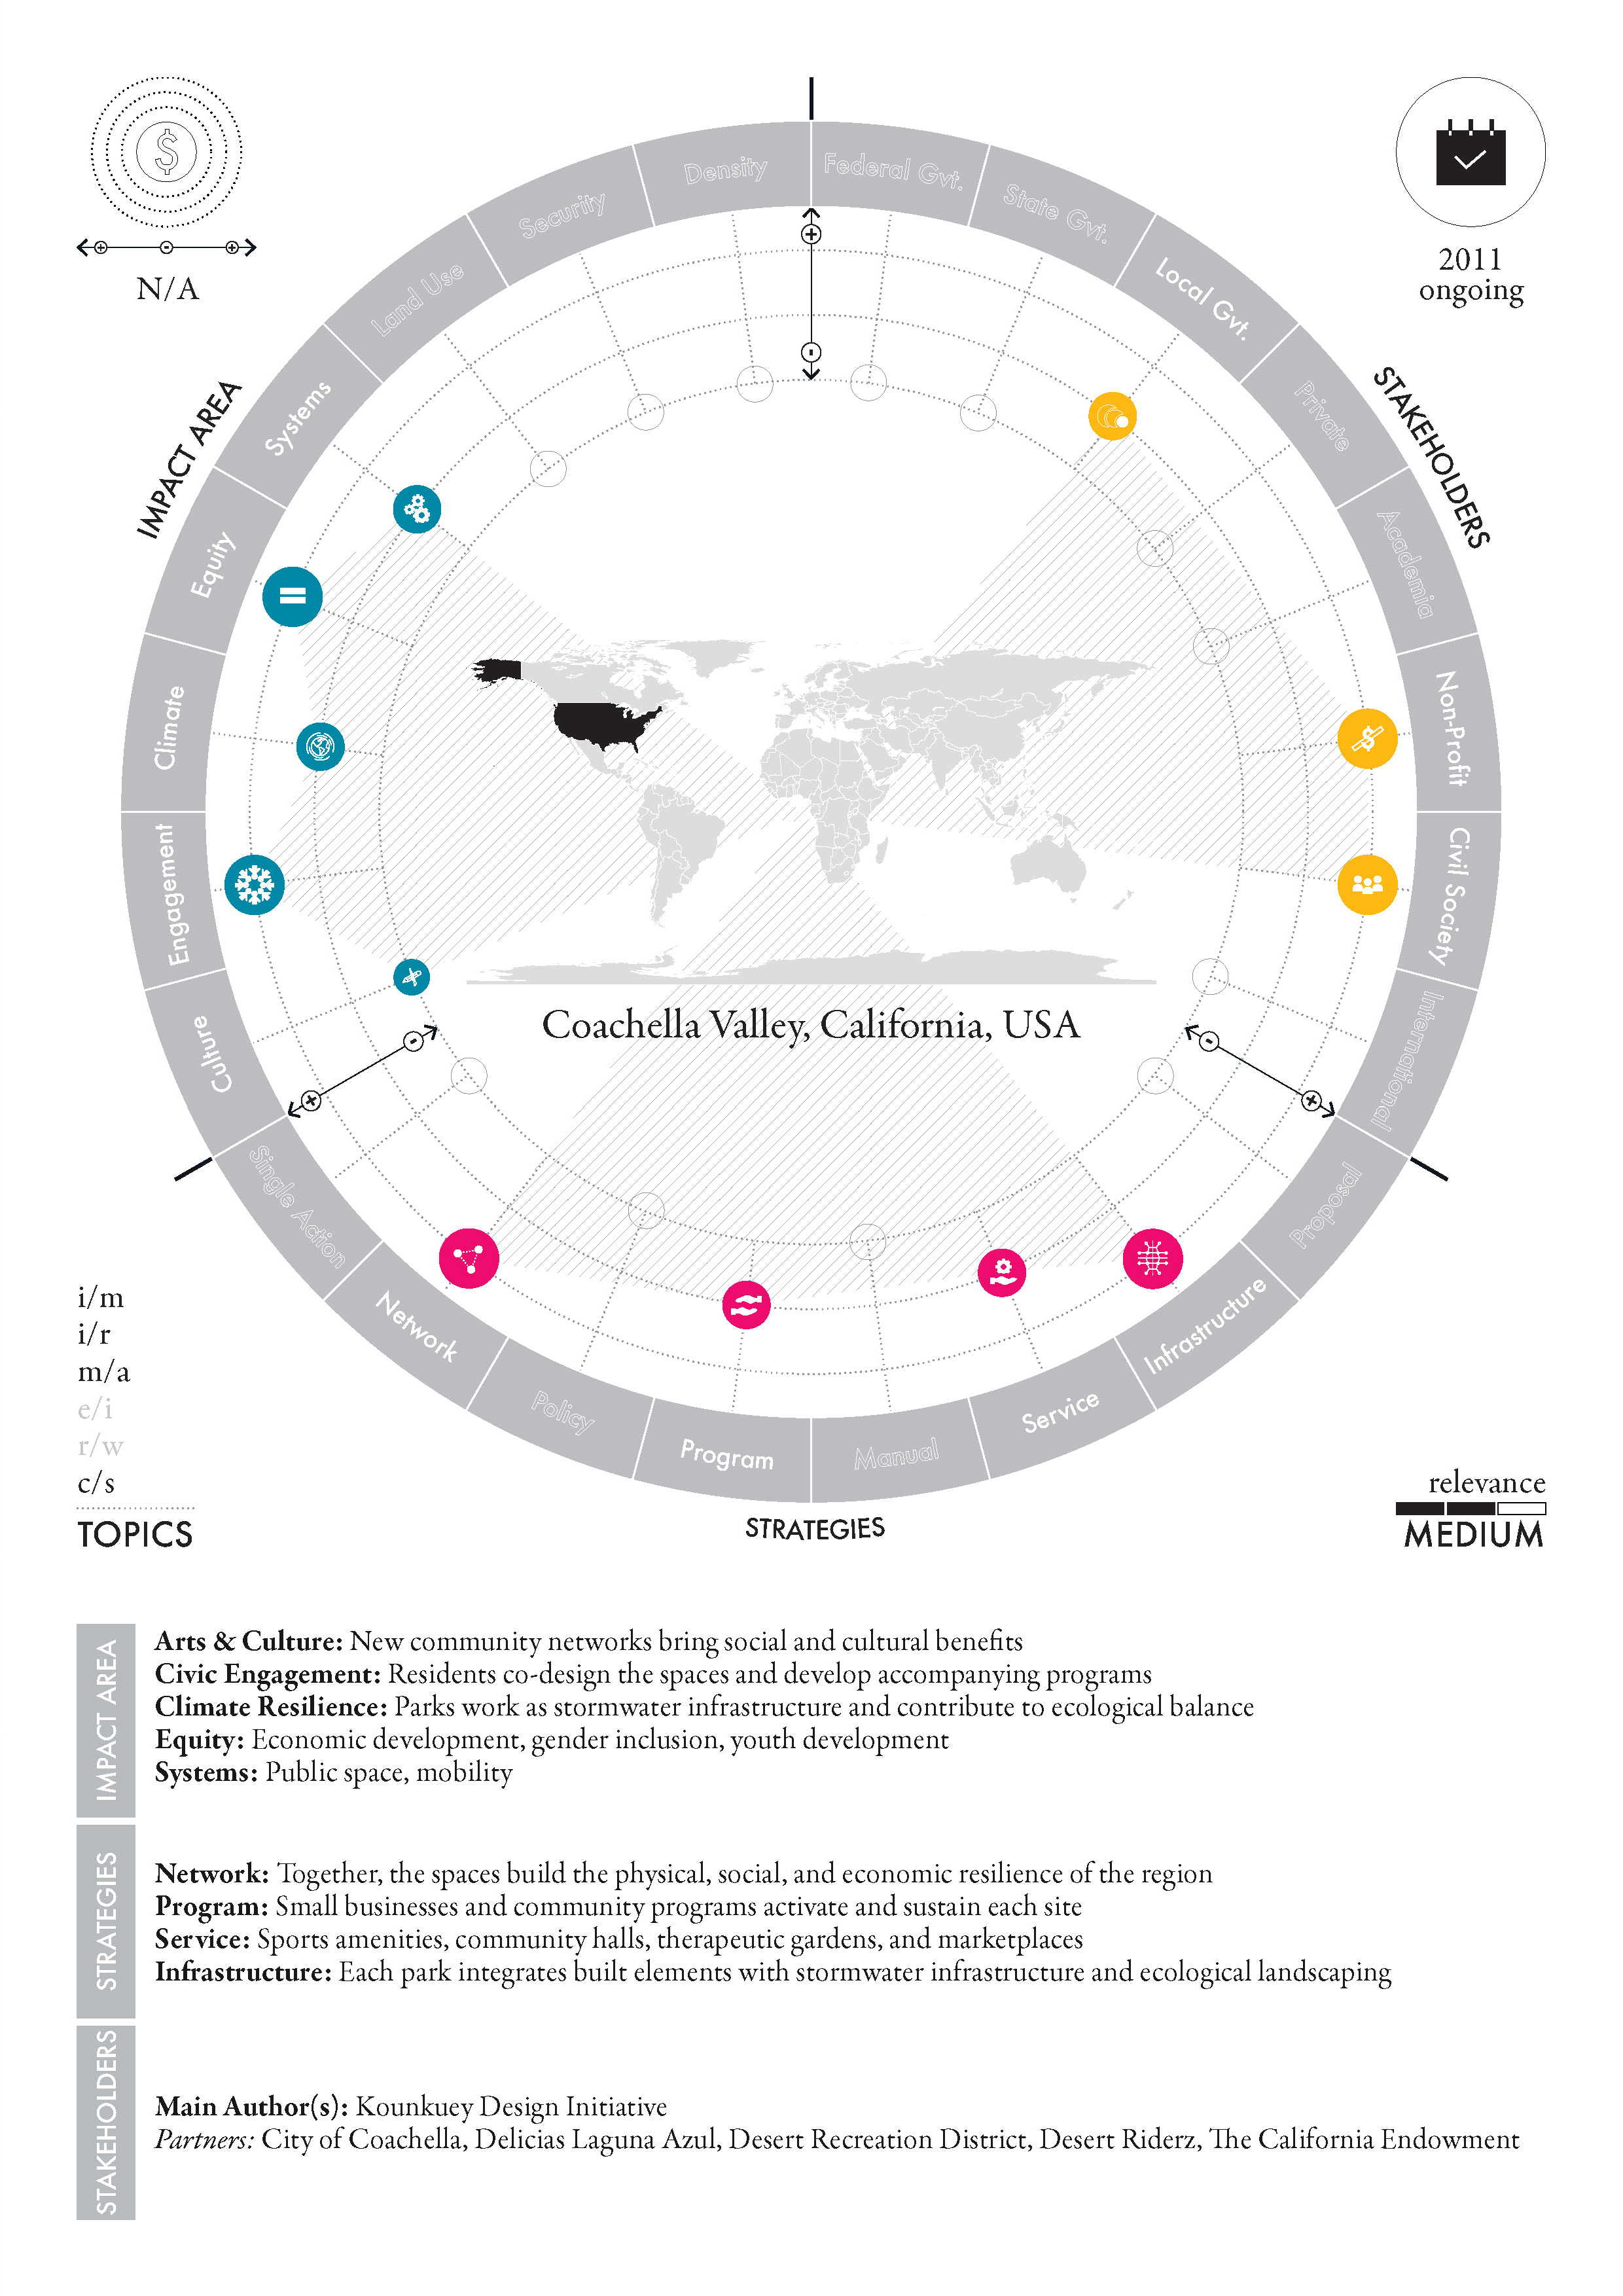 $
N/A
2011
ongoing
IMPACT AREA
STAKEHOLDERS
Density
Federal Gvt.
Security
State Gvt.
Land Use
Local Gvt.
Systems
Private
Equity
Academia
Climate
Non-Profit
Engagement
Civil Society
Culture
International
Single Action
Proposal
Network
Infrastructure
Policy
Service
Program
Manual
Coachella Valley, California, USA
i/m
i/r
m/a
e/i
r/w
c/s
TOPICS
STRATEGIES
relevance
MEDIUM
IMPACT AREA
Arts & Culture: New community networks bring social and cultural benefits
Civic Engagement: Residents co-design the spaces and develop accompanying programs
Climate Resilience: Parks work as stormwater infrastructure and contribute to ecological balance
Equity: Economic development, gender inclusion, youth development
Systems: Public space, mobility
STRATEGIES
Network: Together, the spaces build the physical, social, and economic resilience of the region
Program: Small businesses and community programs activate and sustain each site
Service: Sports amenities, community halls, therapeutic gardens, and marketplaces
Infrastructure: Each park integrates built elements with stormwater infrastructure and ecological landscaping
STAKEHOLDERS
Main Author(s): Kounkuey Design Initiative
Partners: City of Coachella, Delicias Laguna Azul, Desert Recreation District, Desert Riderz, The California Endowment